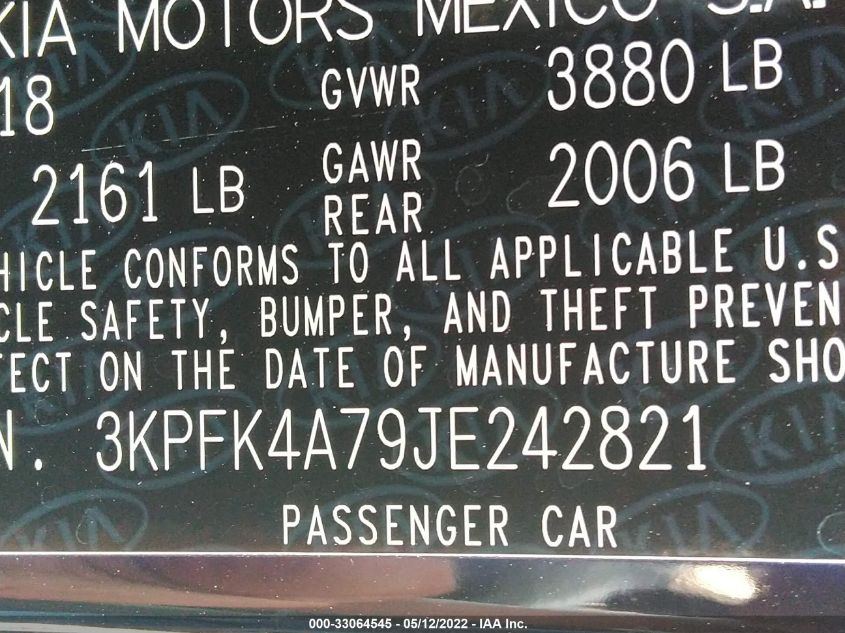 KIA MOTORS MEXICO S.A.
18 GVWR 3880 LB
2161 LB GAWR REAR 2006 LB
HICLE CONFORMS TO ALL APPLICABLE U.S
CLE SAFETY, BUMPER, AND THEFT PREVEN
FECT ON THE DATE OF MANUFACTURE SHO
N. 3KPFK4A79JE242821
PASSENGER CAR
000-33064545 - 05/12/2022 - IAA Inc.